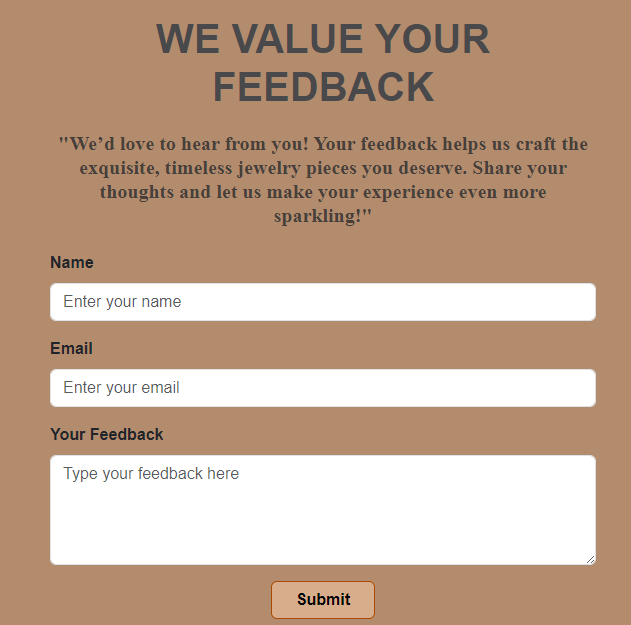 WE VALUE YOUR
FEEDBACK
"We’d love to hear from you! Your feedback helps us craft the
exquisite, timeless jewelry pieces you deserve. Share your
thoughts and let us make your experience even more
sparkling!"
Name
Enter your name
Email
Enter your email
Your Feedback
Type your feedback here
Submit